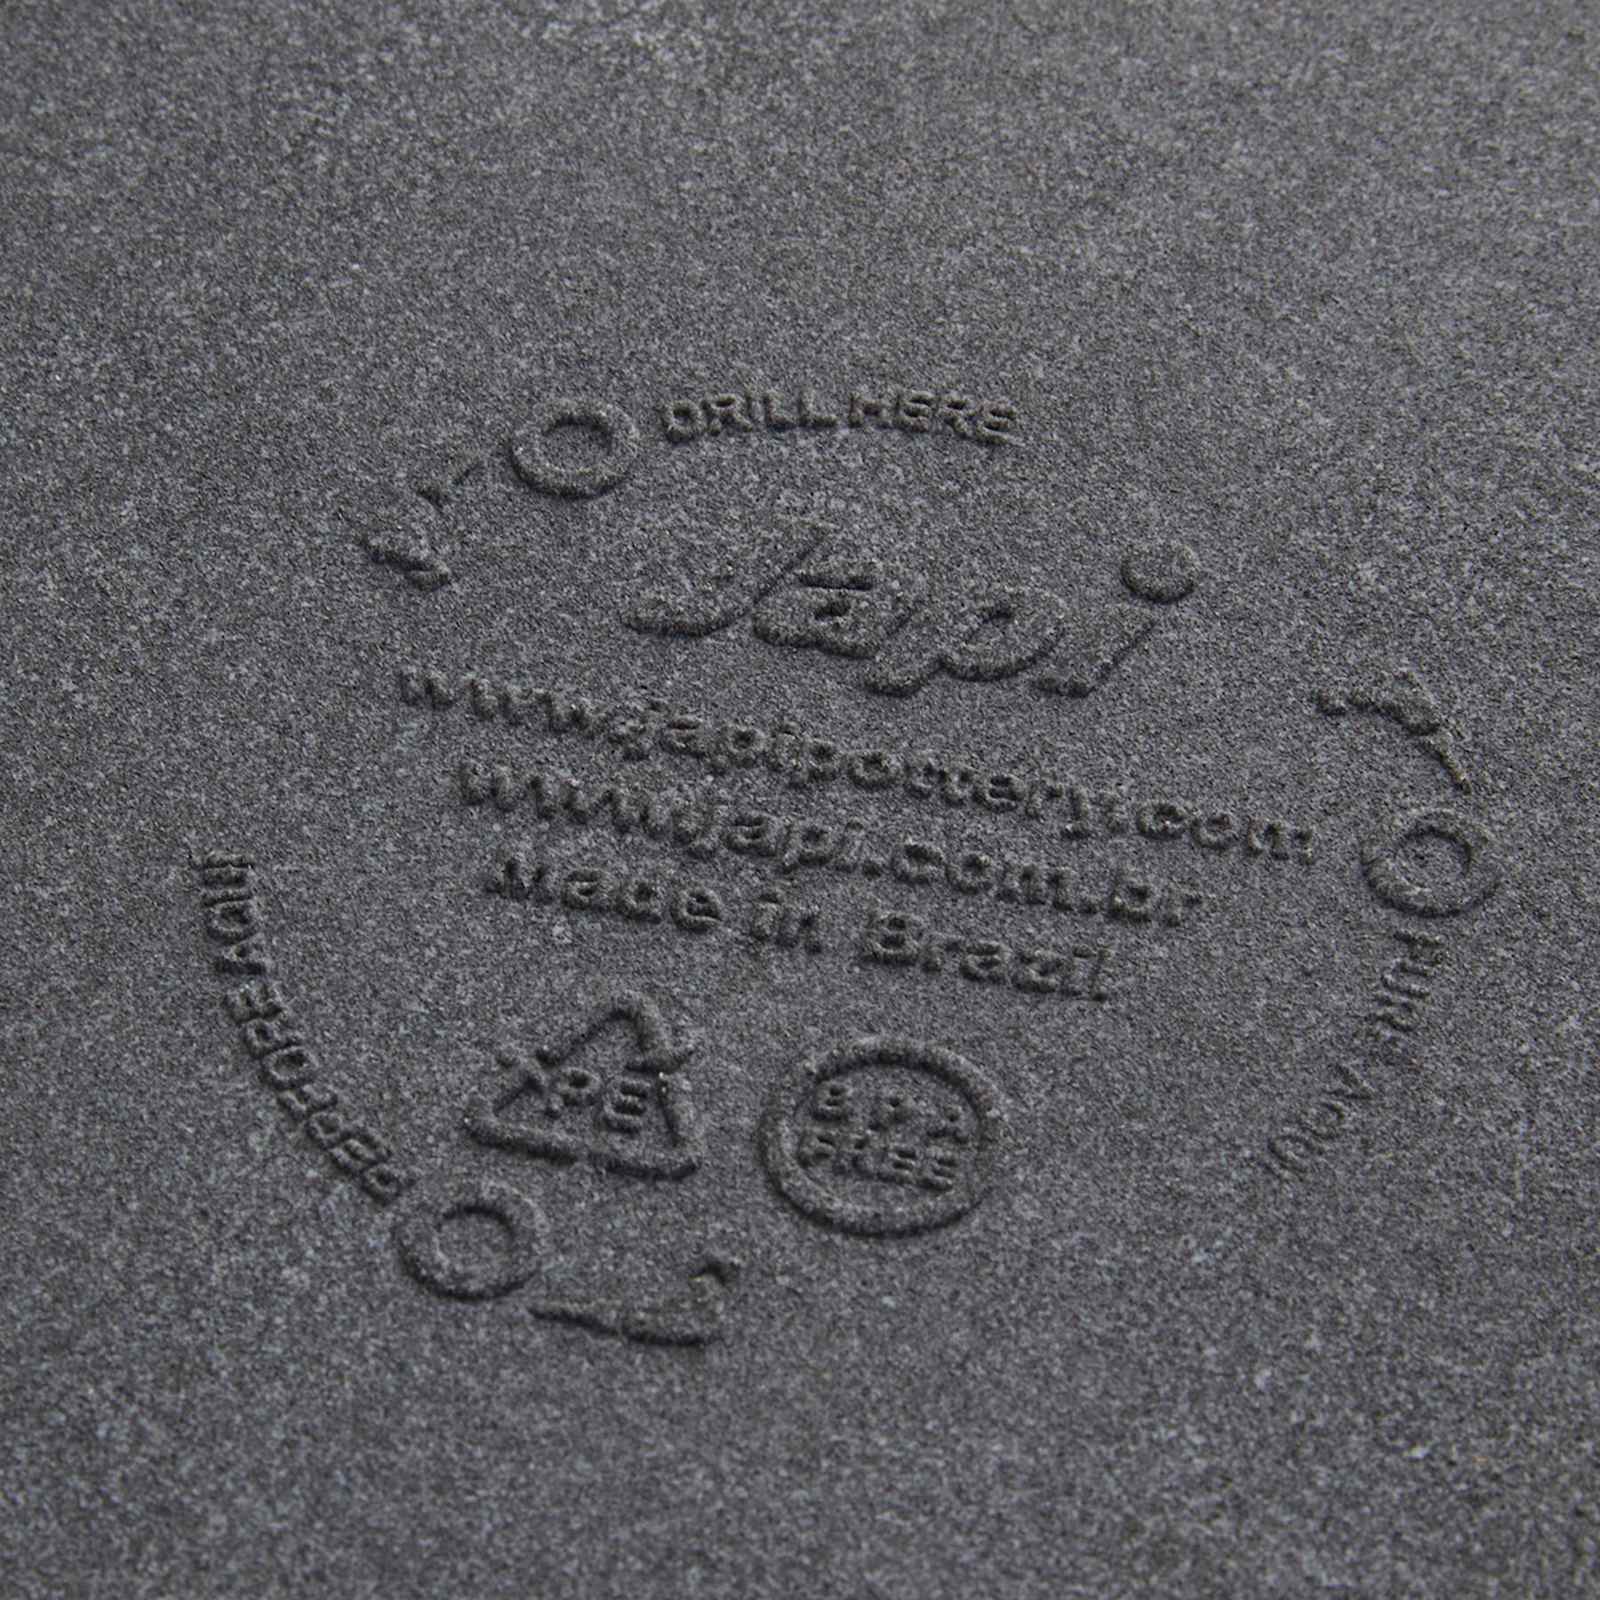 DRILL HERE
Japi
www.japipottery.com
www.japi.com.br
Made in Brazil
PE
BPA
FREE
FURE AQUI
PERFORE AQUI